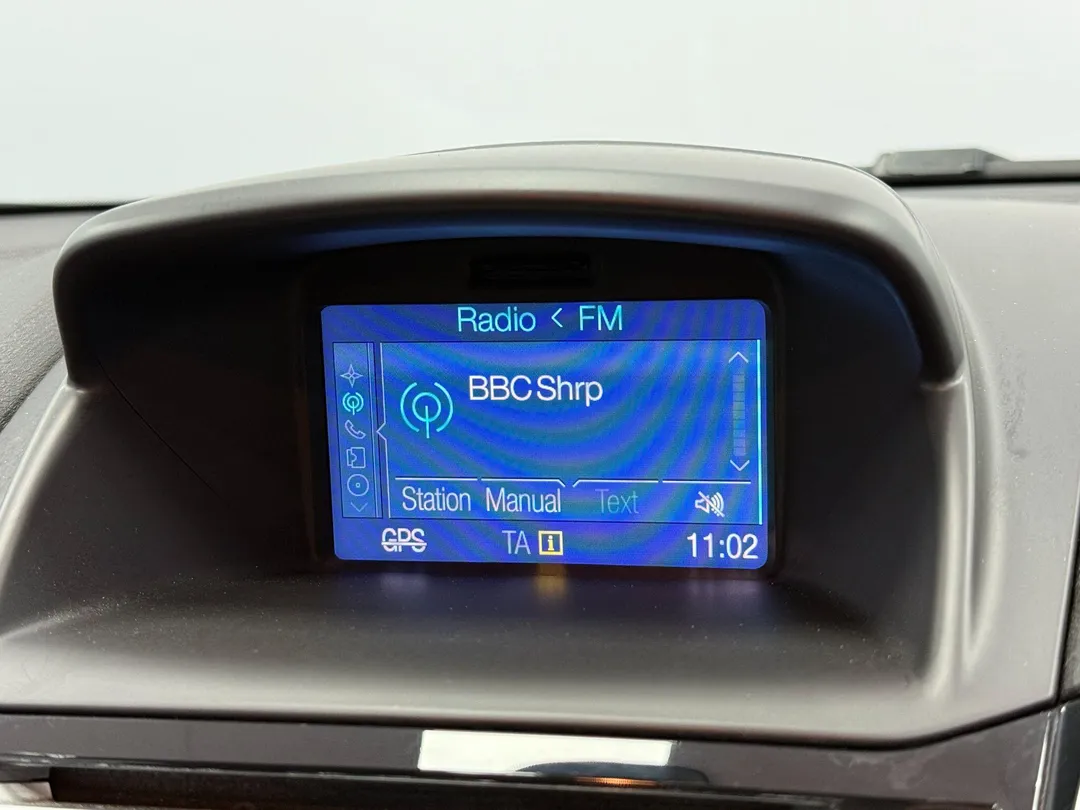 Radio < FM
BBC Shrp
Station Manual Text
GPS TA i 11:02